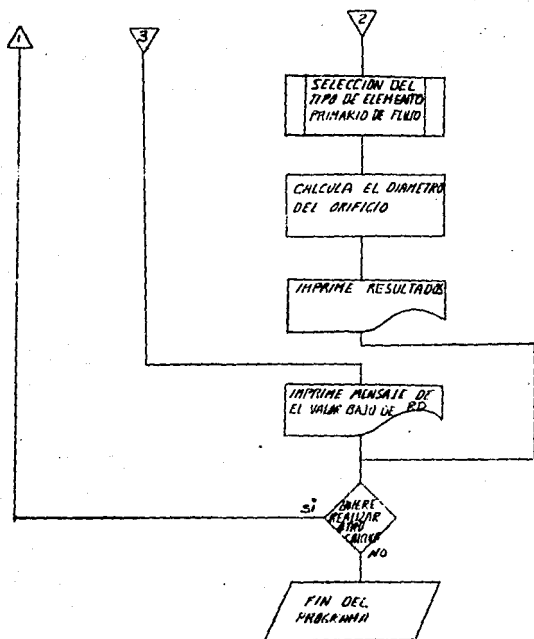 1
3
2
SELECCION DEL
TIPO DE ELEMENTO
PRIMARIO DE FLUJO
CALCULA EL DIAMETRO
DEL ORIFICIO
IMPRIME RESULTADOS
IMPRIME MENSAJE DE
EL VALOR BAJO DE RD
SI
QUIERE
REALIZAR
OTRO
NO
FIN DEL
PROGRAMA